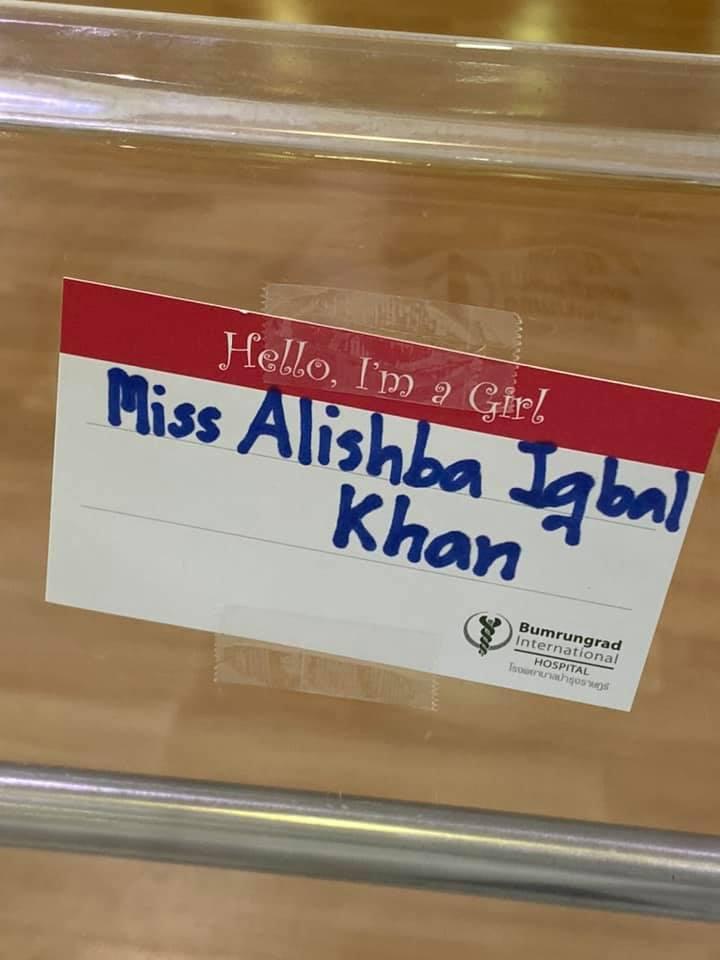 Hello, I'm a Girl
Miss Alishba Iqbal
Khan
Bumrungrad
International
HOSPITAL
โรงพยาบาลบำรุงราษฎร์